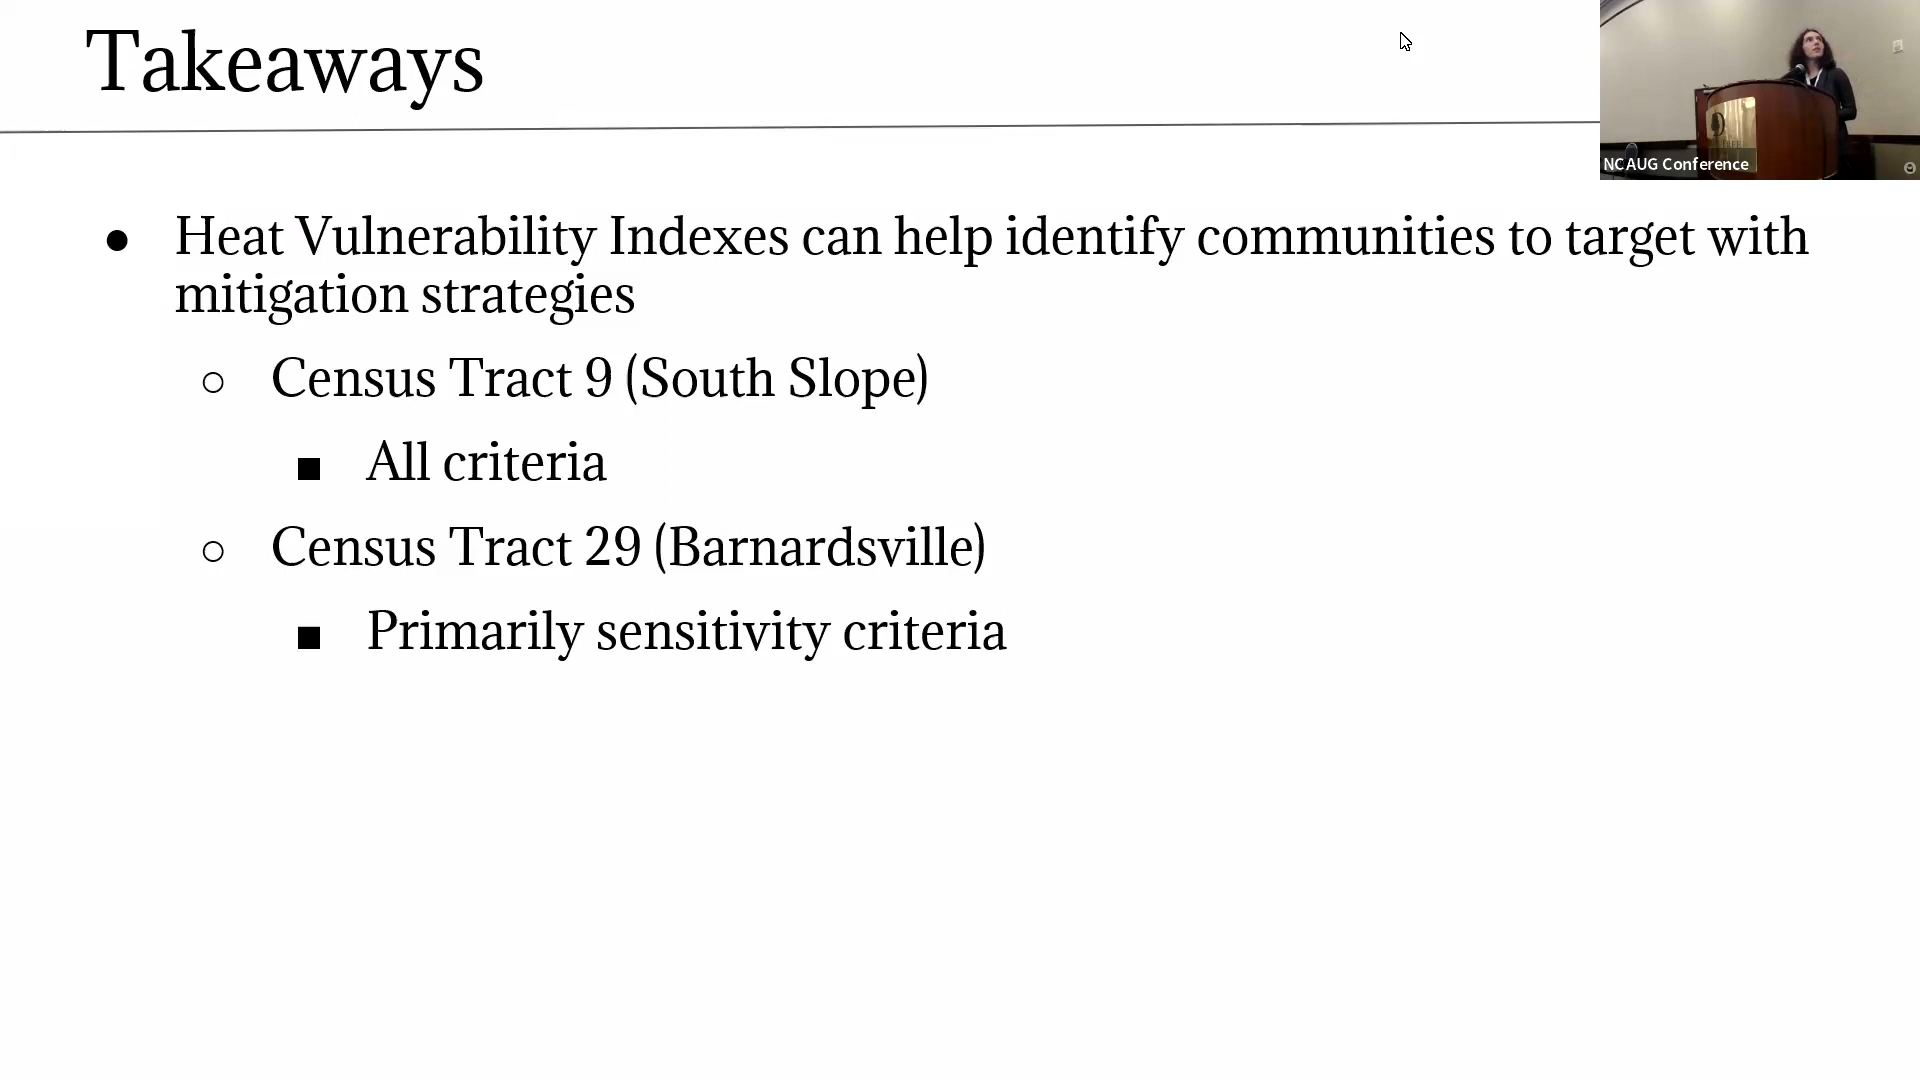 Takeaways
NCAUG Conference
Heat Vulnerability Indexes can help identify communities to target with
mitigation strategies
Census Tract 9 (South Slope)
All criteria
Census Tract 29 (Barnardsville)
Primarily sensitivity criteria